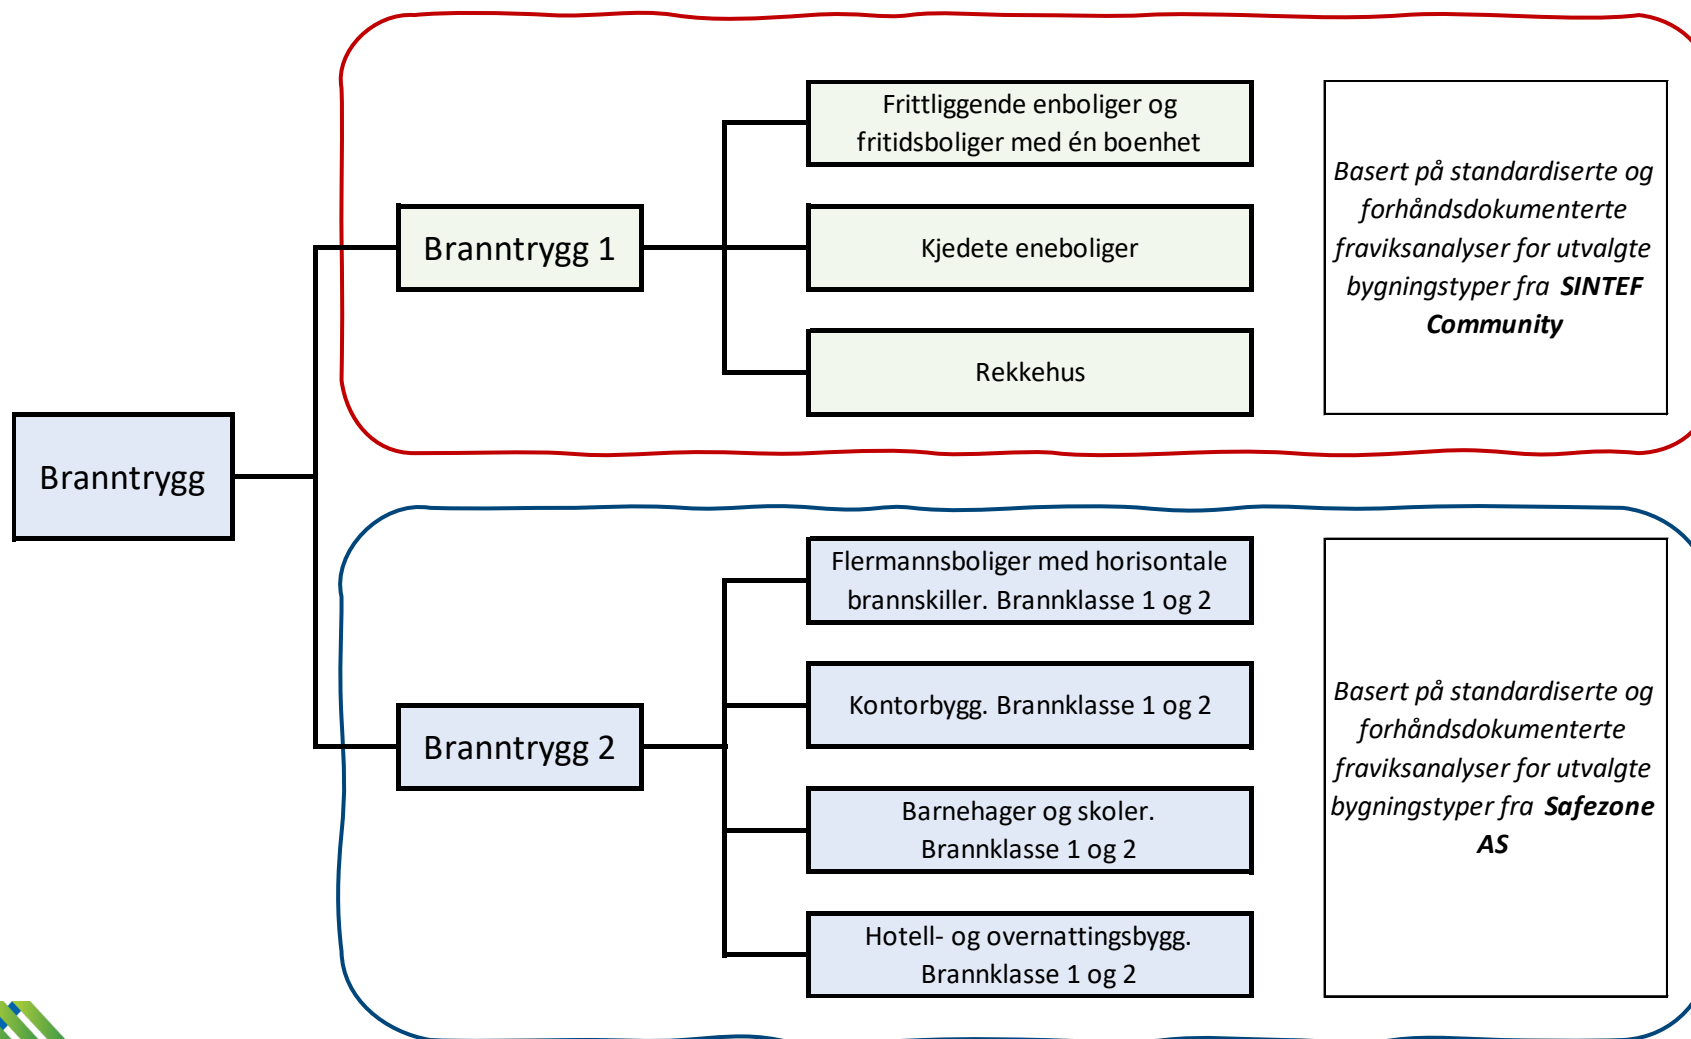 Branntrygg
Branntrygg 1
Frittliggende enboliger og
fritidsboliger med én boenhet
Kjedete eneboliger
Rekkehus
Basert på standardiserte og
forhåndsdokumenterte
fraviksanalyser for utvalgte
bygningstyper fra SINTEF
Community
Branntrygg 2
Flermannsboliger med horisontale
brannskiller. Brannklasse 1 og 2
Kontorbygg. Brannklasse 1 og 2
Barnehager og skoler.
Brannklasse 1 og 2
Hotell- og overnattingsbygg.
Brannklasse 1 og 2
Basert på standardiserte og
forhåndsdokumenterte
fraviksanalyser for utvalgte
bygningstyper fra Safezone
AS